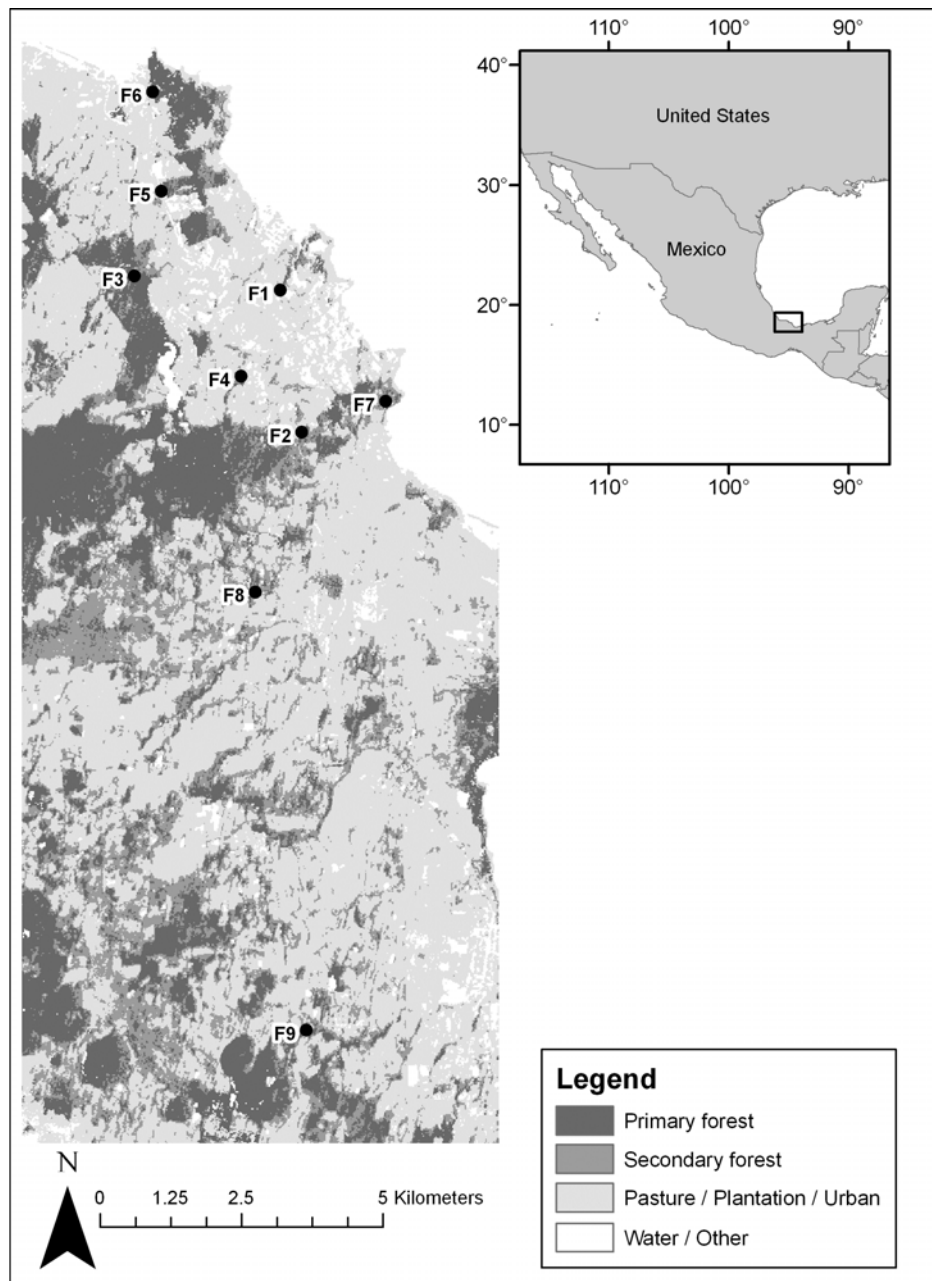 110°
100°
90°
40°
United States
30°
Mexico
20°
10°
110°
100°
90°
F6
F5
F3
F1
F4
F7
F2
F8
F9
N
0
1.25
2.5
5 Kilometers
Legend
Primary forest
Secondary forest
Pasture / Plantation / Urban
Water / Other